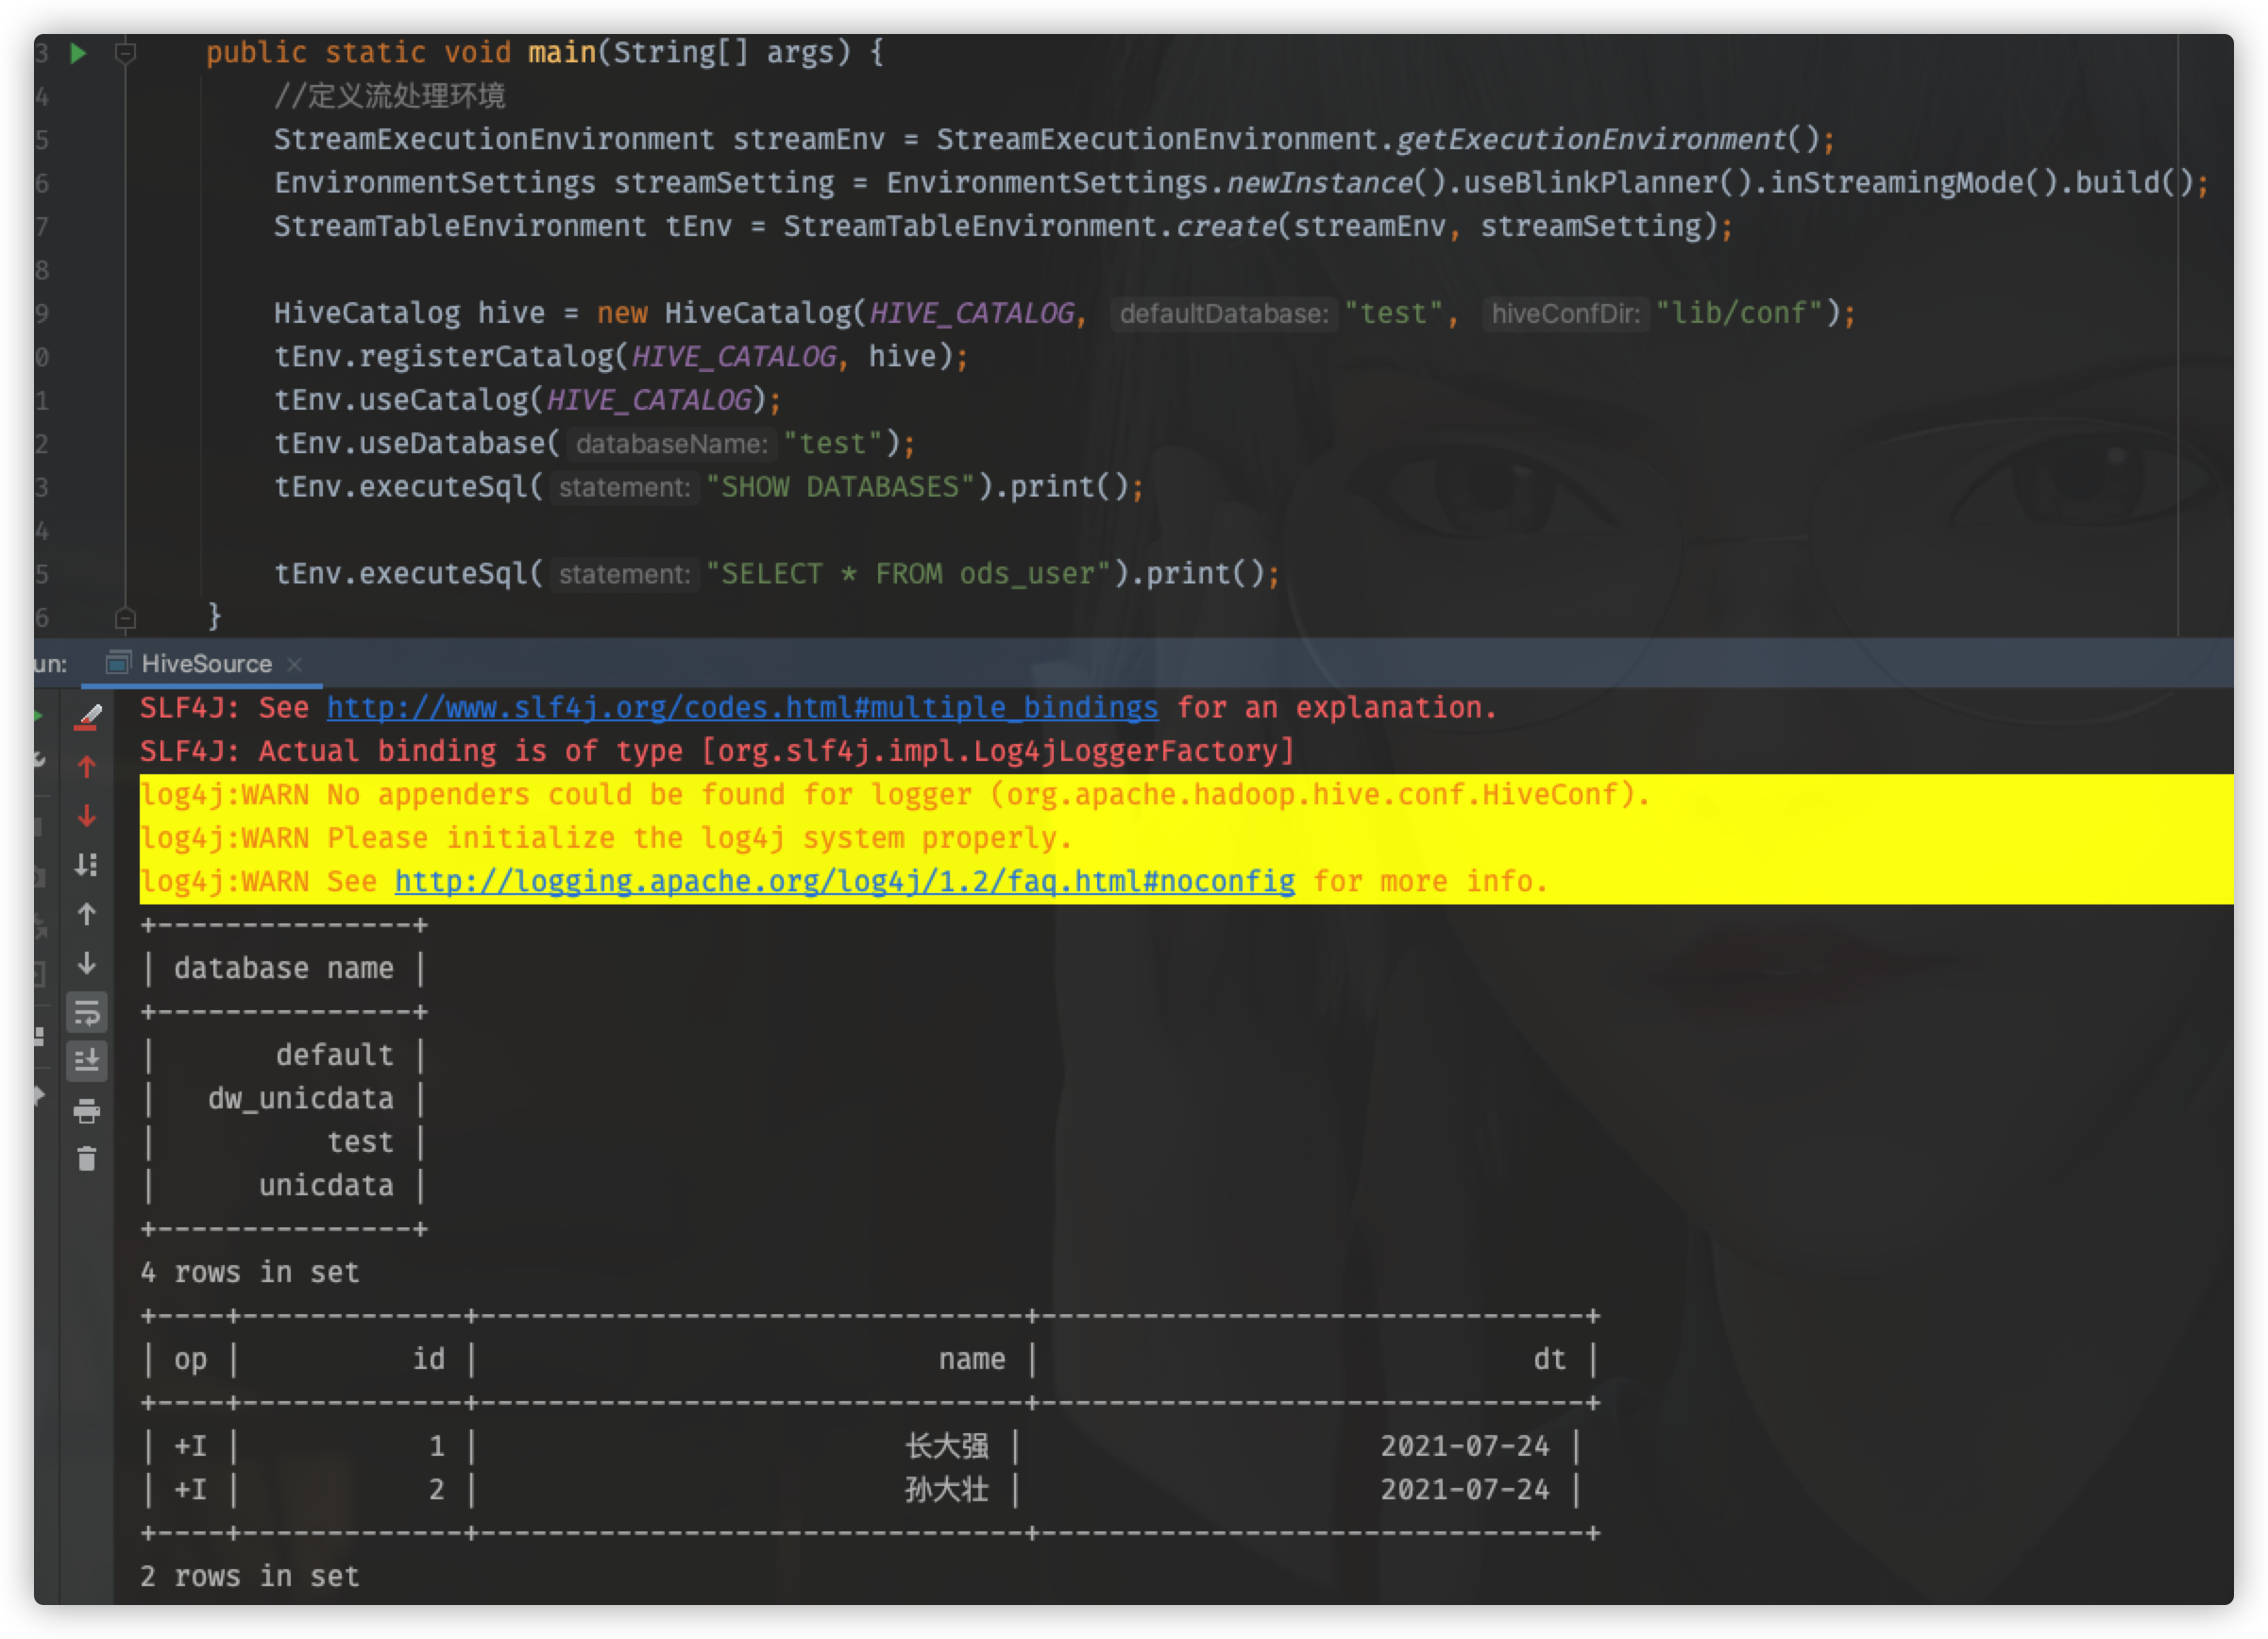 3 public static void main(String[] args) {
4 //定义流处理环境
5 StreamExecutionEnvironment streamEnv = StreamExecutionEnvironment.getExecutionEnvironment();
6 EnvironmentSettings streamSetting = EnvironmentSettings.newInstance().useBlinkPlanner().inStreamingMode().build();
7 StreamTableEnvironment tEnv = StreamTableEnvironment.create(streamEnv, streamSetting);
8
9 HiveCatalog hive = new HiveCatalog(HIVE_CATALOG, defaultDatabase: "test", hiveConfDir: "lib/conf");
0 tEnv.registerCatalog(HIVE_CATALOG, hive);
1 tEnv.useCatalog(HIVE_CATALOG);
2 tEnv.useDatabase( databaseName: "test");
3 tEnv.executeSql( statement: "SHOW DATABASES").print();
4
5 tEnv.executeSql( statement: "SELECT * FROM ods_user").print();
6 }
un: HiveSource
SLF4J: See http://www.slf4j.org/codes.html#multiple_bindings for an explanation.
SLF4J: Actual binding is of type [org.slf4j.impl.Log4jLoggerFactory]
log4j:WARN No appenders could be found for logger (org.apache.hadoop.hive.conf.HiveConf).
log4j:WARN Please initialize the log4j system properly.
log4j:WARN See http://logging.apache.org/log4j/1.2/faq.html#noconfig for more info.
+---------------+
| database name |
+---------------+
| default |
| dw_unicdata |
| test |
| unicdata |
+---------------+
4 rows in set
+----+-------------+--------------------------------+--------------------------------+
| op | id | name | dt |
+----+-------------+--------------------------------+--------------------------------+
| +I | 1 | 长大强 | 2021-07-24 |
| +I | 2 | 孙大壮 | 2021-07-24 |
+----+-------------+--------------------------------+--------------------------------+
2 rows in set